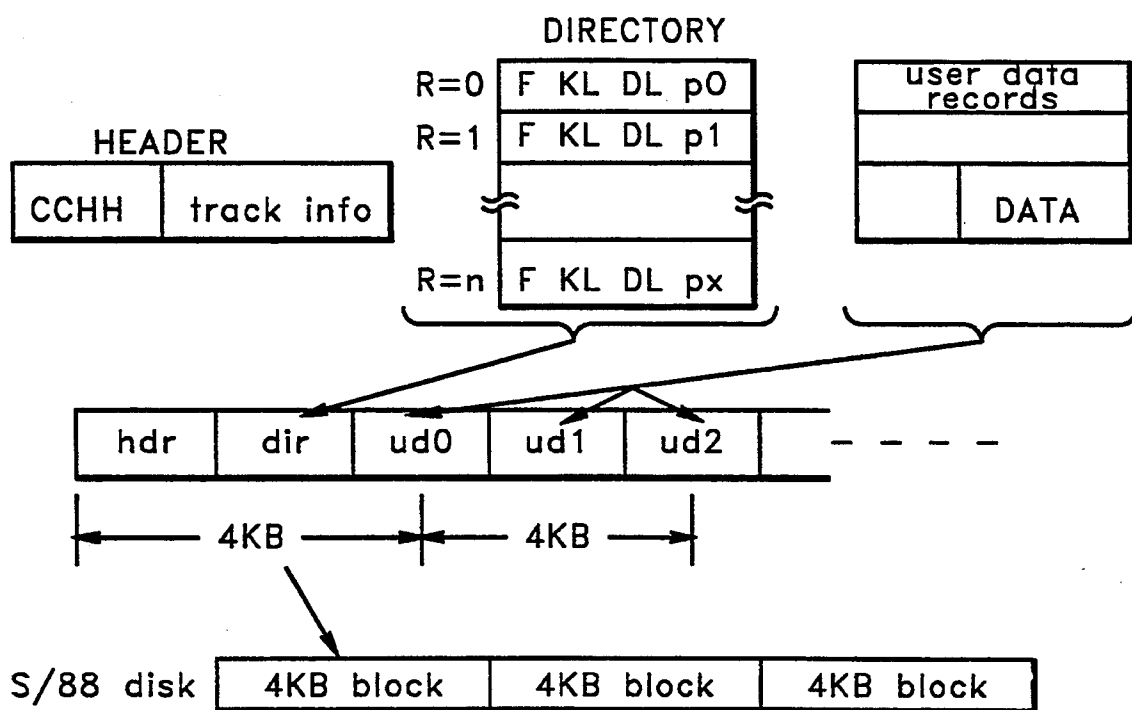 DIRECTORY
R=0 F KL DL p0
R=1 F KL DL p1
R=n F KL DL px
user data
records
DATA
HEADER
CCHH track info
hdr dir ud0 ud1 ud2
4KB 4KB
S/88 disk 4KB block 4KB block 4KB block